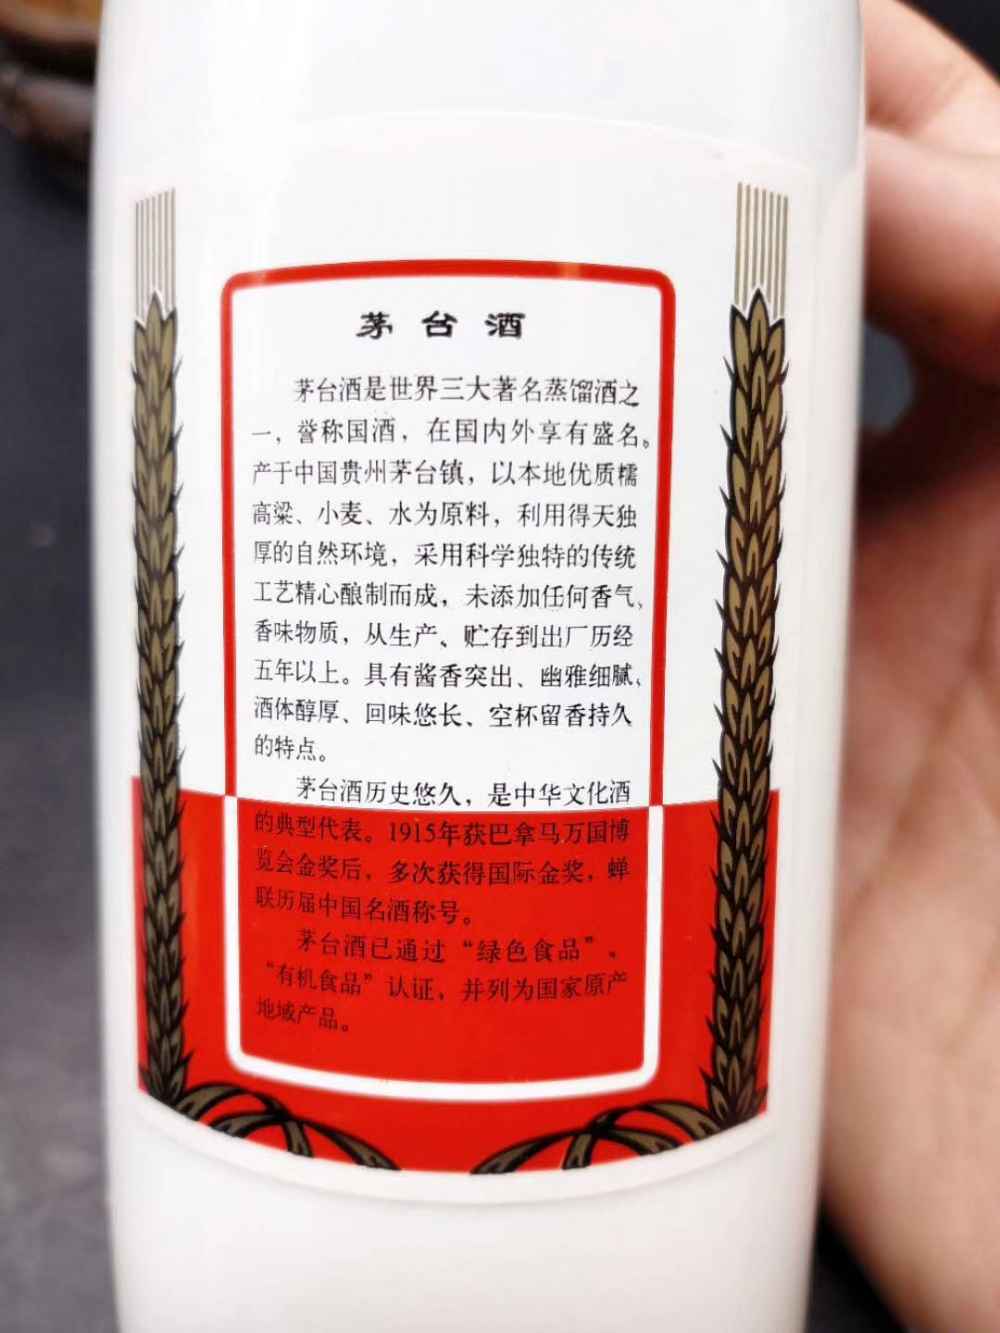 茅台酒
茅台酒是世界三大著名蒸馏酒之
一，誉称国酒，在国内外享有盛名。
产于中国贵州茅台镇，以本地优质糯
高粱、小麦、水为原料，利用得天独
厚的自然环境，采用科学独特的传统
工艺精心酿制而成，未添加任何香气、
香味物质，从生产、贮存到出厂历经
五年以上。具有酱香突出、幽雅细腻、
酒体醇厚、回味悠长、空杯留香持久
的特点。
茅台酒历史悠久，是中华文化酒
的典型代表。1915年获巴拿马万国博
览会金奖后，多次获得国际金奖，蝉
联历届中国名酒称号。
茅台酒已通过“绿色食品”、
“有机食品”认证，并列为国家原产
地域产品。